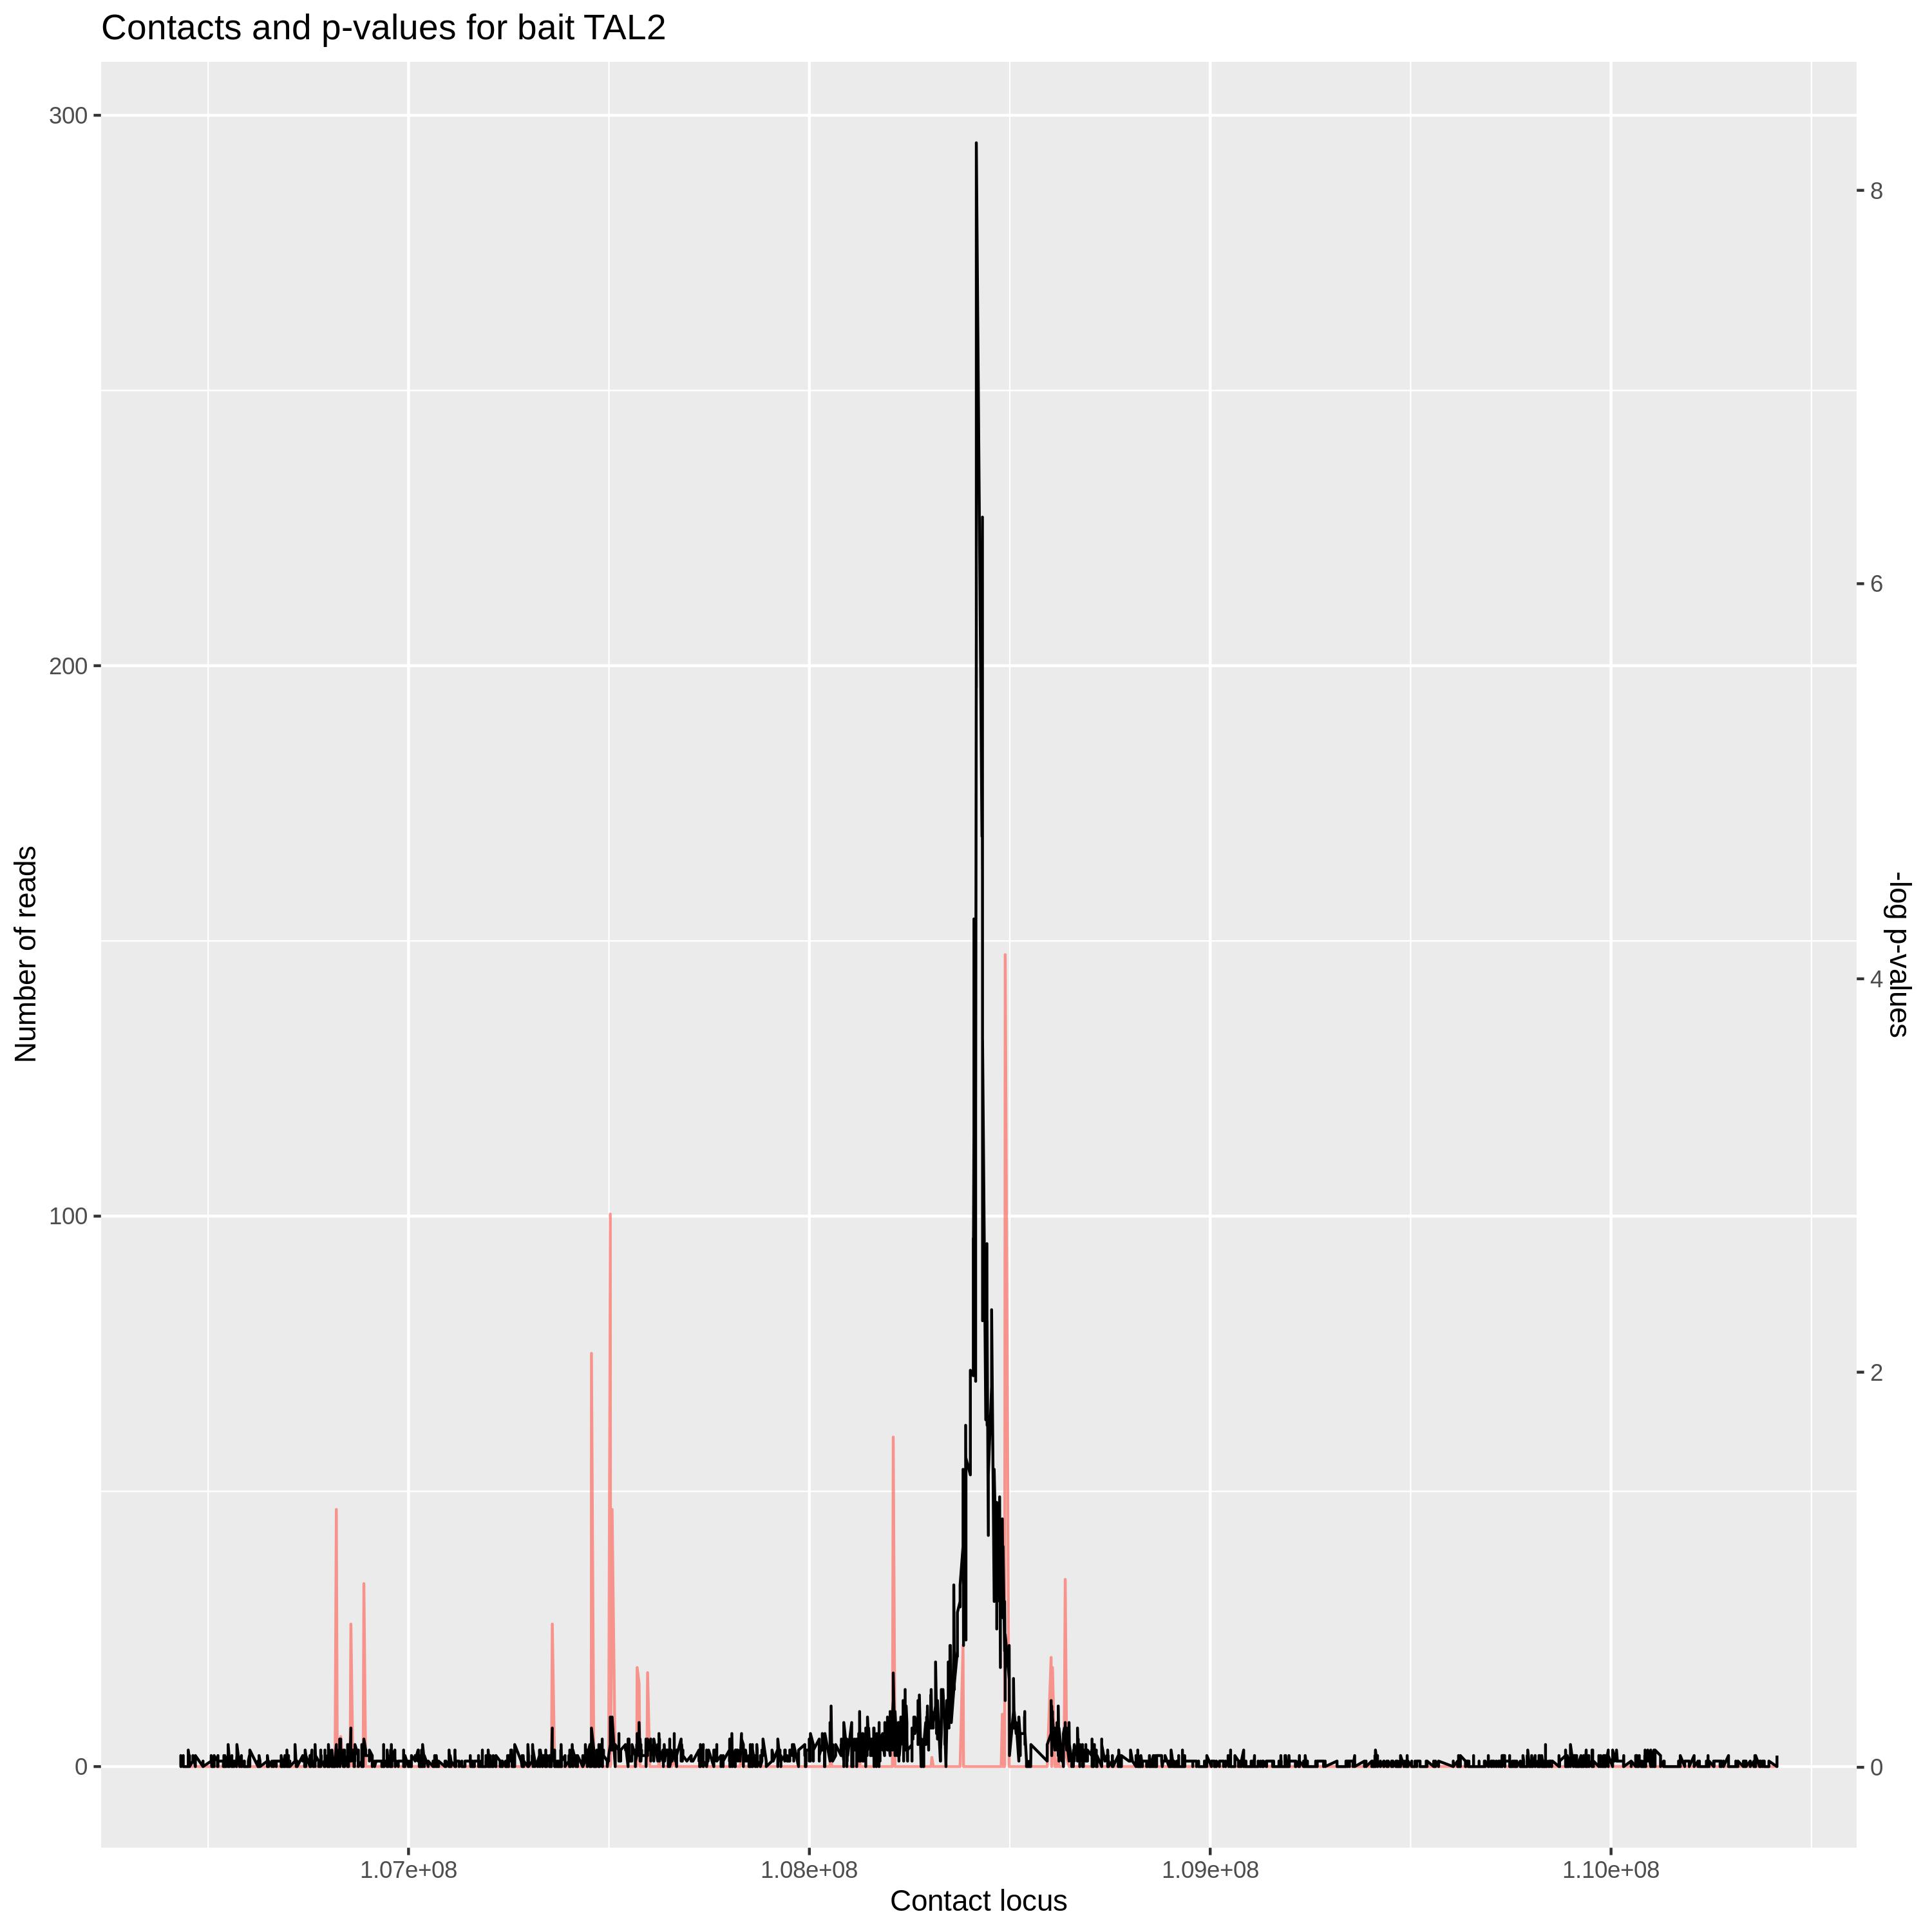 Contacts and p-values for bait TAL2
300
200
100
0
Number of reads
8
6
4
2
0
-log p-values
1.07e+08
1.08e+08
1.09e+08
1.10e+08
Contact locus